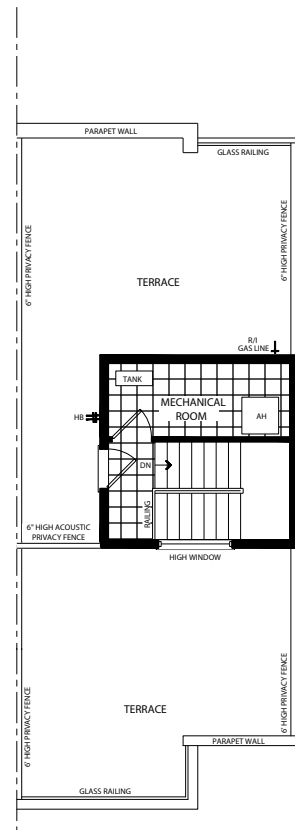 PARAPET WALL
GLASS RAILING
6" HIGH PRIVACY FENCE
6" HIGH PRIVACY FENCE
TERRACE
R/I
GAS LINE
TANK
MECHANICAL
ROOM
AH
HB
DN
RAILING
6" HIGH ACOUSTIC
PRIVACY FENCE
HIGH WINDOW
6' HIGH PRIVACY FENCE
6' HIGH PRIVACY FENCE
TERRACE
PARAPET WALL
GLASS RAILING